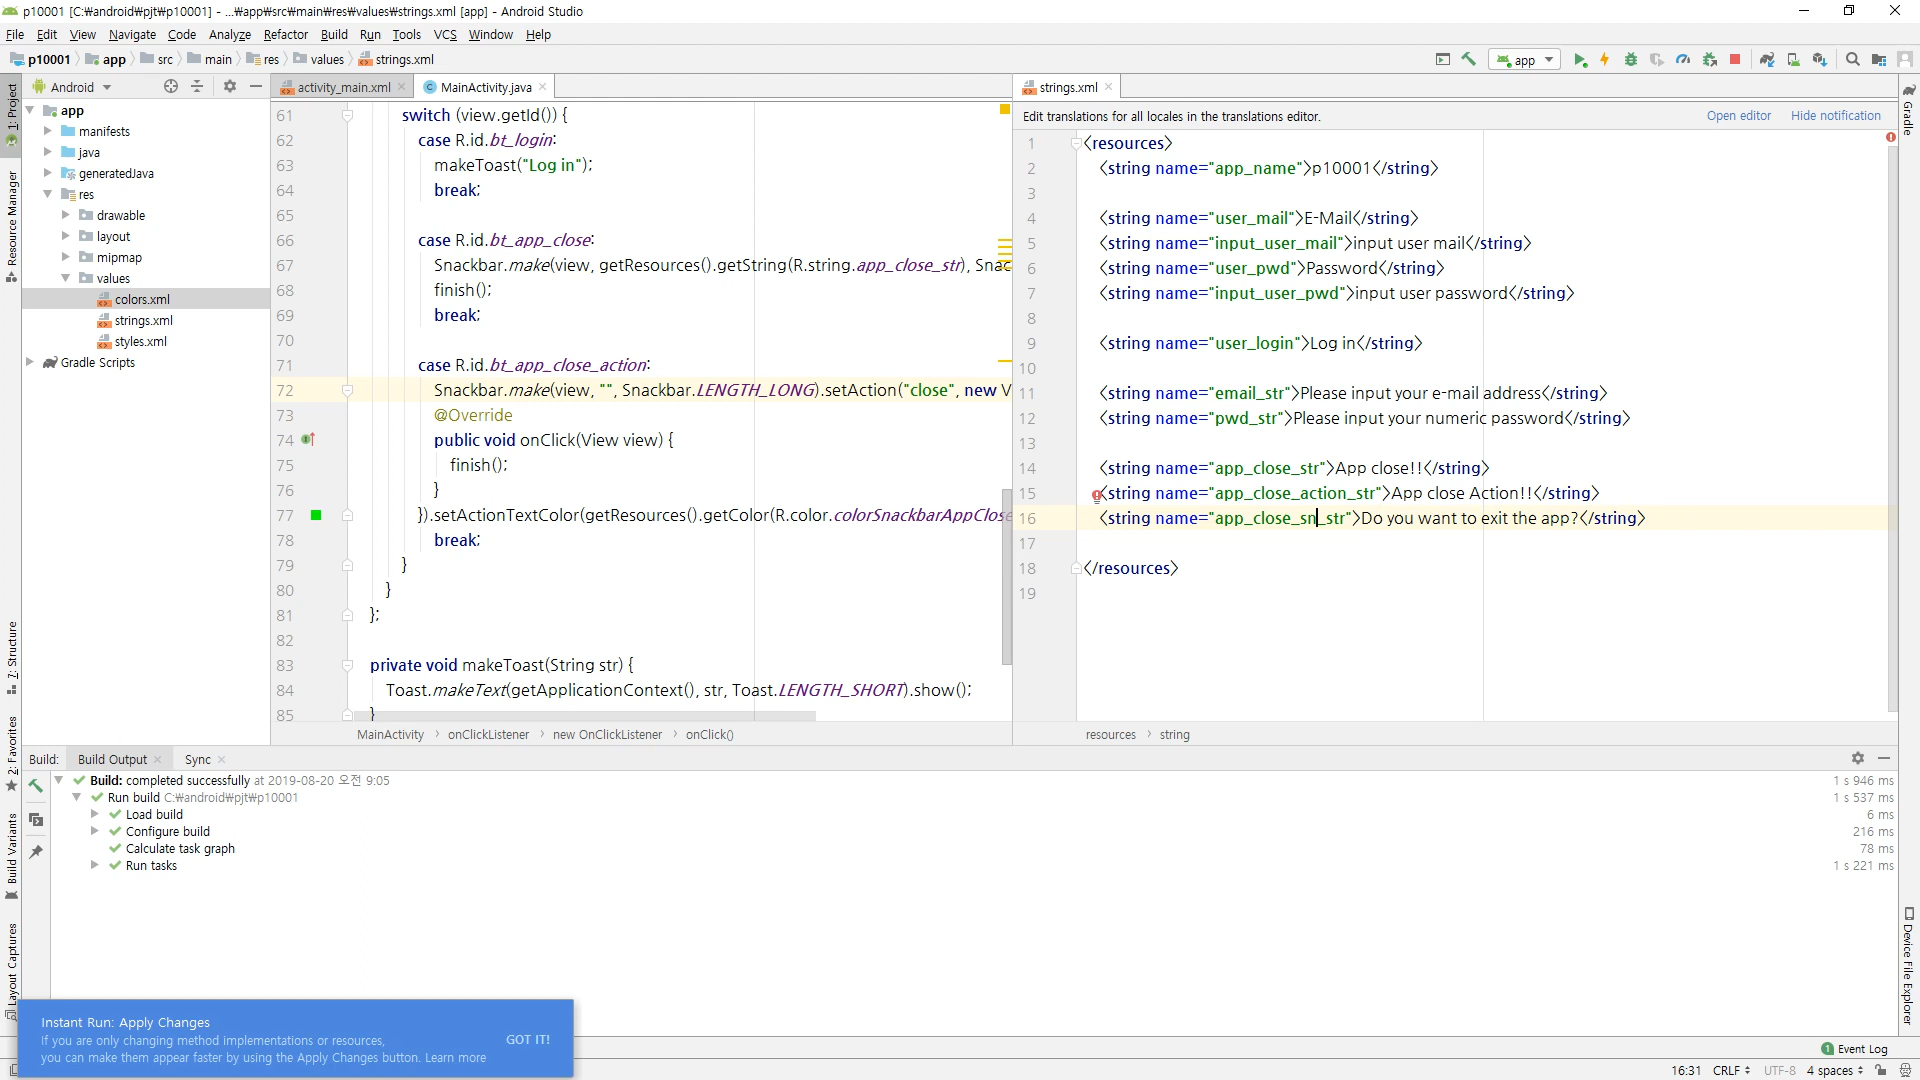 p10001 [C:₩android₩pjt₩p10001] - ...₩app₩src₩main₩res₩values₩strings.xml [app] - Android Studio
File Edit View Navigate Code Analyze Refactor Build Run Tools VCS Window Help
p10001 app src main res values strings.xml app
1: Project
Resource Manager
7: Structure
2: Favorites
Build Variants
Layout Captures
Android
app
manifests
java
generatedJava
res
drawable
layout
mipmap
values
colors.xml
strings.xml
styles.xml
Gradle Scripts
activity_main.xml MainActivity.java
61 switch (view.getId()) {
62 case R.id.bt_login:
63 makeToast("Log in");
64 break;
65
66 case R.id.bt_app_close:
67 Snackbar.make(view, getResources().getString(R.string.app_close_str), Snac
68 finish();
69 break;
70
71 case R.id.bt_app_close_action:
72 Snackbar.make(view, "", Snackbar.LENGTH_LONG).setAction("close", new V
73 @Override
74 public void onClick(View view) {
75 finish();
76 }
77 }).setActionTextColor(getResources().getColor(R.color.colorSnackbarAppClose
78 break;
79 }
80 }
81 };
82
83 private void makeToast(String str) {
84 Toast.makeText(getApplicationContext(), str, Toast.LENGTH_SHORT).show();
85 }
MainActivity › onClickListener › new OnClickListener › onClick()
strings.xml
Edit translations for all locales in the translations editor. Open editor Hide notification
1 <resources>
2 <string name="app_name">p10001</string>
3
4 <string name="user_mail">E-Mail</string>
5 <string name="input_user_mail">input user mail</string>
6 <string name="user_pwd">Password</string>
7 <string name="input_user_pwd">input user password</string>
8
9 <string name="user_login">Log in</string>
10
11 <string name="email_str">Please input your e-mail address</string>
12 <string name="pwd_str">Please input your numeric password</string>
13
14 <string name="app_close_str">App close!!</string>
15 <string name="app_close_action_str">App close Action!!</string>
16 <string name="app_close_sn_str">Do you want to exit the app?</string>
17
18 </resources>
19
resources › string
Gradle
Device File Explorer
Build: Build Output Sync
Build: completed successfully at 2019-08-20 오전 9:05 1 s 946 ms
Run build C:₩android₩pjt₩p10001 1 s 537 ms
Load build 6 ms
Configure build 216 ms
Calculate task graph 78 ms
Run tasks 1 s 221 ms
Instant Run: Apply Changes
If you are only changing method implementations or resources,
you can make them appear faster by using the Apply Changes button. Learn more
GOT IT!
1 Event Log
16:31 CRLF UTF-8 4 spaces